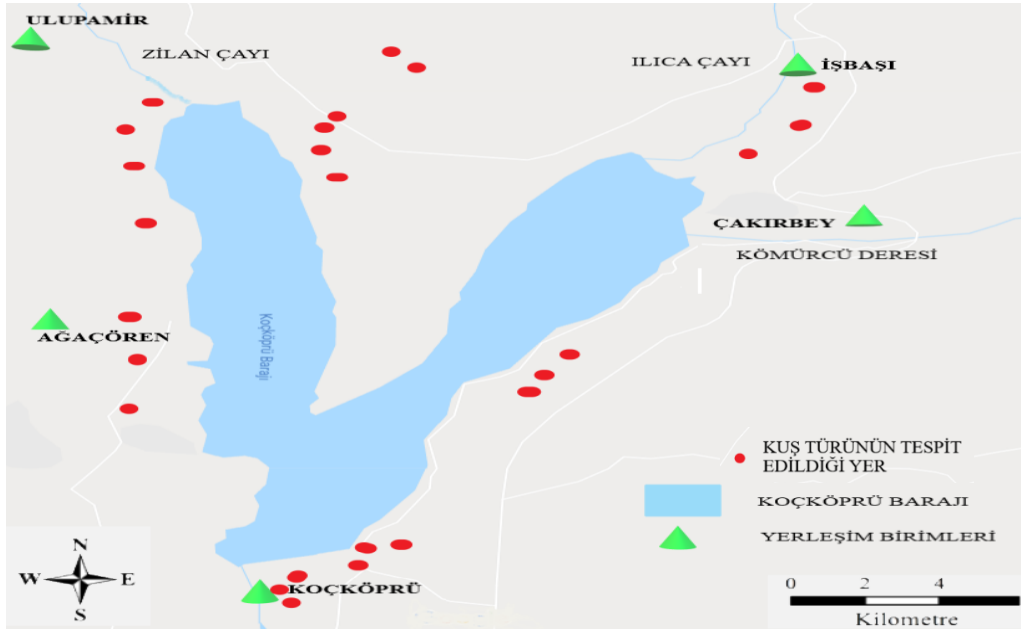 ULUPAMİR
ZİLAN ÇAYI
ILICA ÇAYI
İŞBAŞI
ÇAKIRBEY
KÖMÜRCÜ DERESİ
AĞAÇÖREN
Koçköprü Barajı
KUŞ TÜRÜNÜN TESPİT
EDİLDİĞİ YER
KOÇKÖPRÜ BARAJI
YERLEŞİM BİRİMLERİ
N
W E
S
KOÇKÖPRÜ
0 2 4
Kilometre